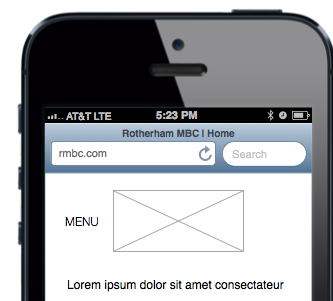 AT&T LTE 5:23 PM
Rotherham MBC | Home
rmbc.com Search
MENU
Lorem ipsum dolor sit amet consectateur